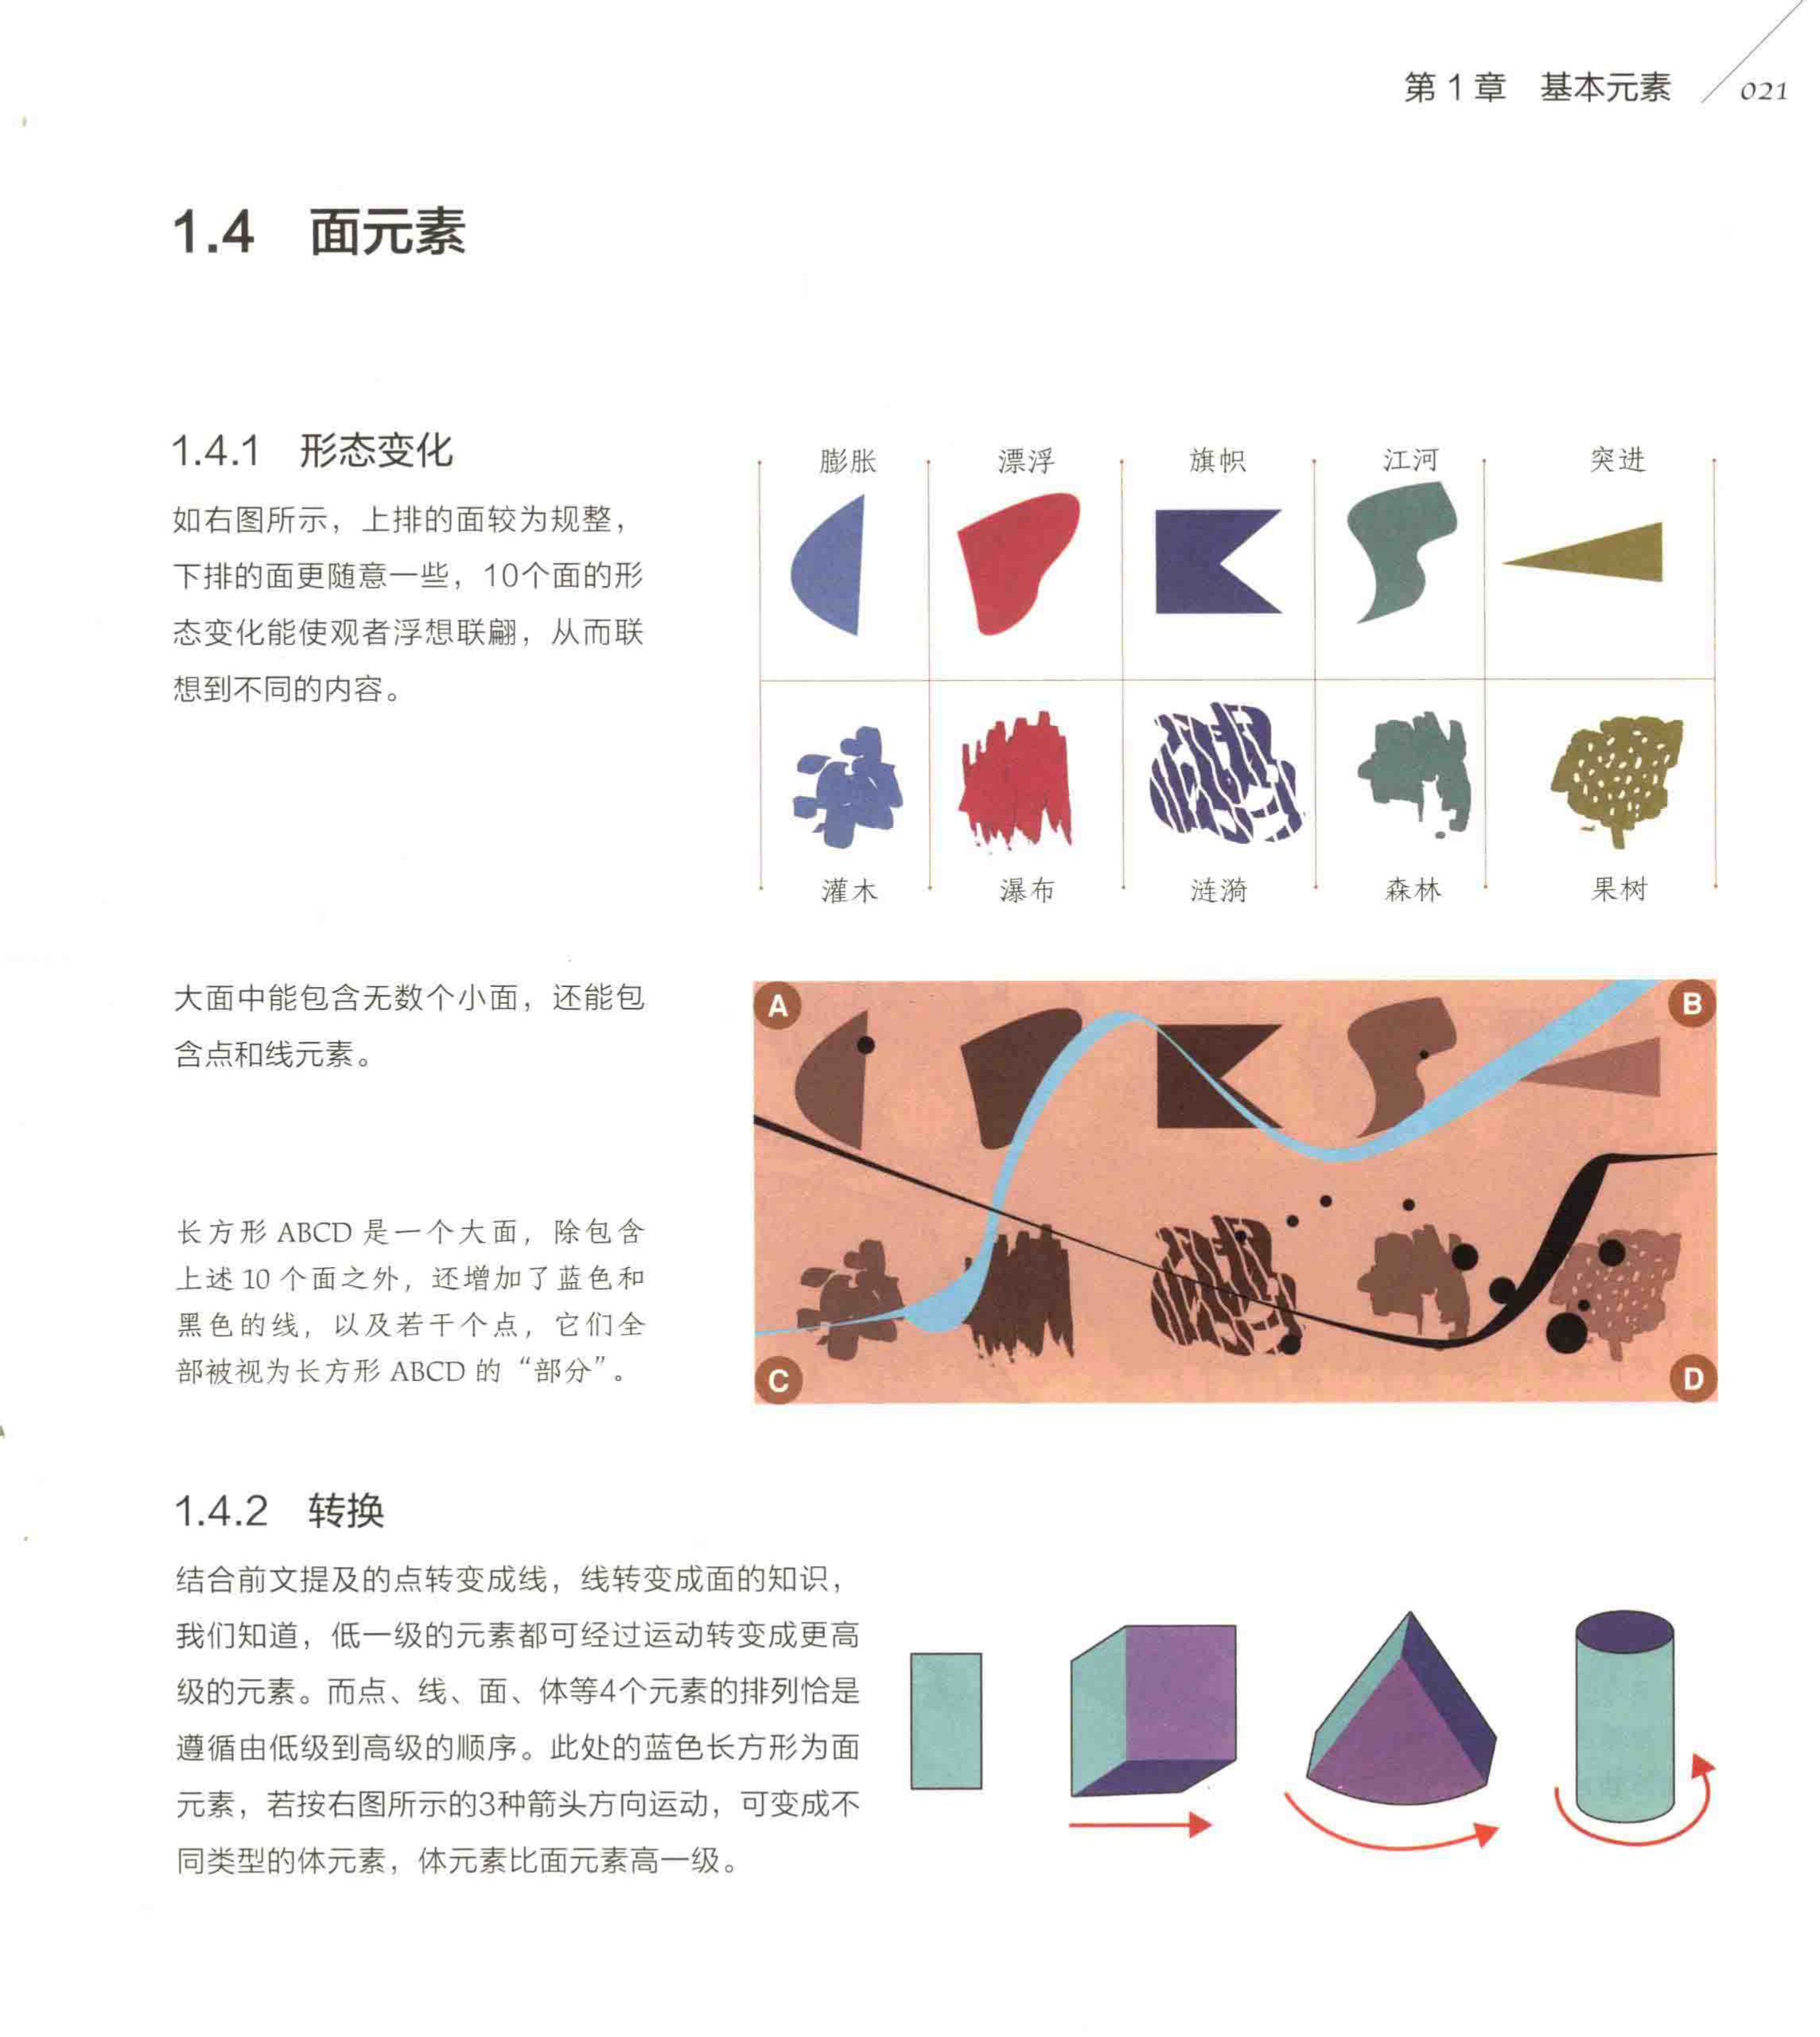 第1章 基本元素 021
1.4 面元素
1.4.1 形态变化
如右图所示，上排的面较为规整，
下排的面更随意一些，10个面的形
态变化能使观者浮想联翩，从而联
想到不同的内容。
膨胀 漂浮 旗帜 江河 突进
灌木 瀑布 涟漪 森林 果树
大面中能包含无数个小面，还能包
含点和线元素。
长方形 ABCD 是一个大面，除包含
上述 10 个面之外，还增加了蓝色和
黑色的线，以及若干个点，它们全
部被视为长方形 ABCD 的“部分”。
A B
C D
1.4.2 转换
结合前文提及的点转变成线，线转变成面的知识，
我们知道，低一级的元素都可经过运动转变成更高
级的元素。而点、线、面、体等4个元素的排列恰是
遵循由低级到高级的顺序。此处的蓝色长方形为面
元素，若按右图所示的3种箭头方向运动，可变成不
同类型的体元素，体元素比面元素高一级。